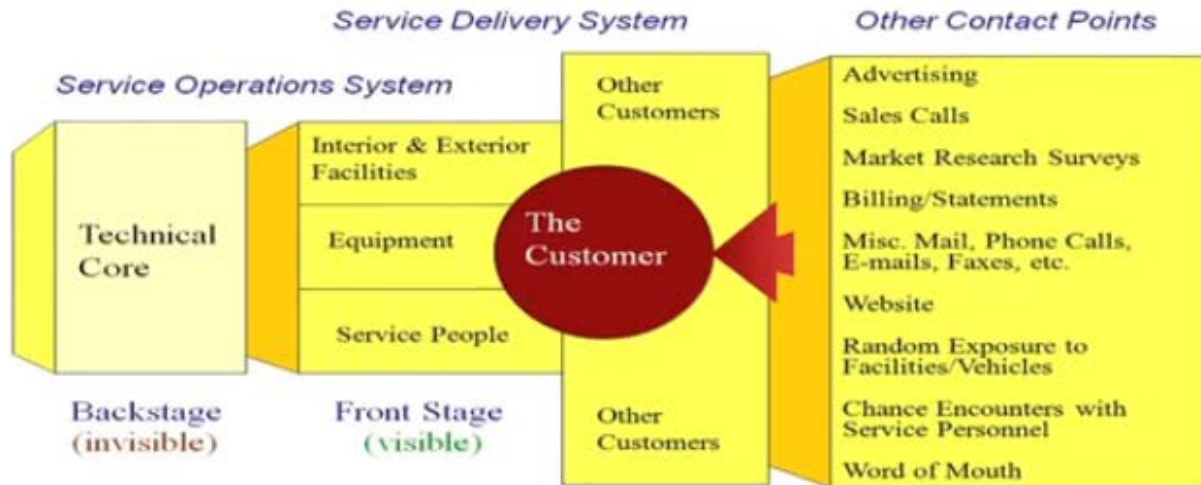 Service Delivery System
Other Contact Points
Service Operations System
Technical
Core
Interior & Exterior
Facilities
Equipment
Service People
Other
Customers
The
Customer
Other
Customers
Advertising
Sales Calls
Market Research Surveys
Billing/Statements
Misc. Mail, Phone Calls,
E-mails, Faxes, etc.
Website
Random Exposure to
Facilities/Vehicles
Chance Encounters with
Service Personnel
Word of Mouth
Backstage
(invisible)
Front Stage
(visible)